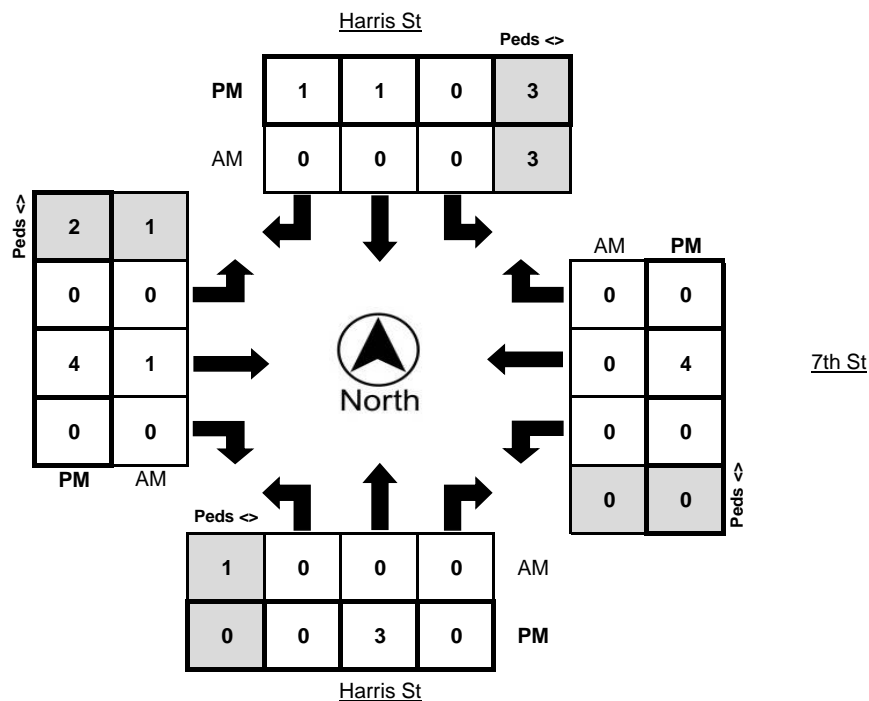 Harris St
Peds <>
PM 1 1 0 3
AM 0 0 0 3
Peds <>
2 1
0 0
4 1
0 0
PM AM
North
AM PM
0 0
0 4
0 0
0 0
Peds <>
7th St
Peds <>
1 0 0 0 AM
0 0 3 0 PM
Harris St